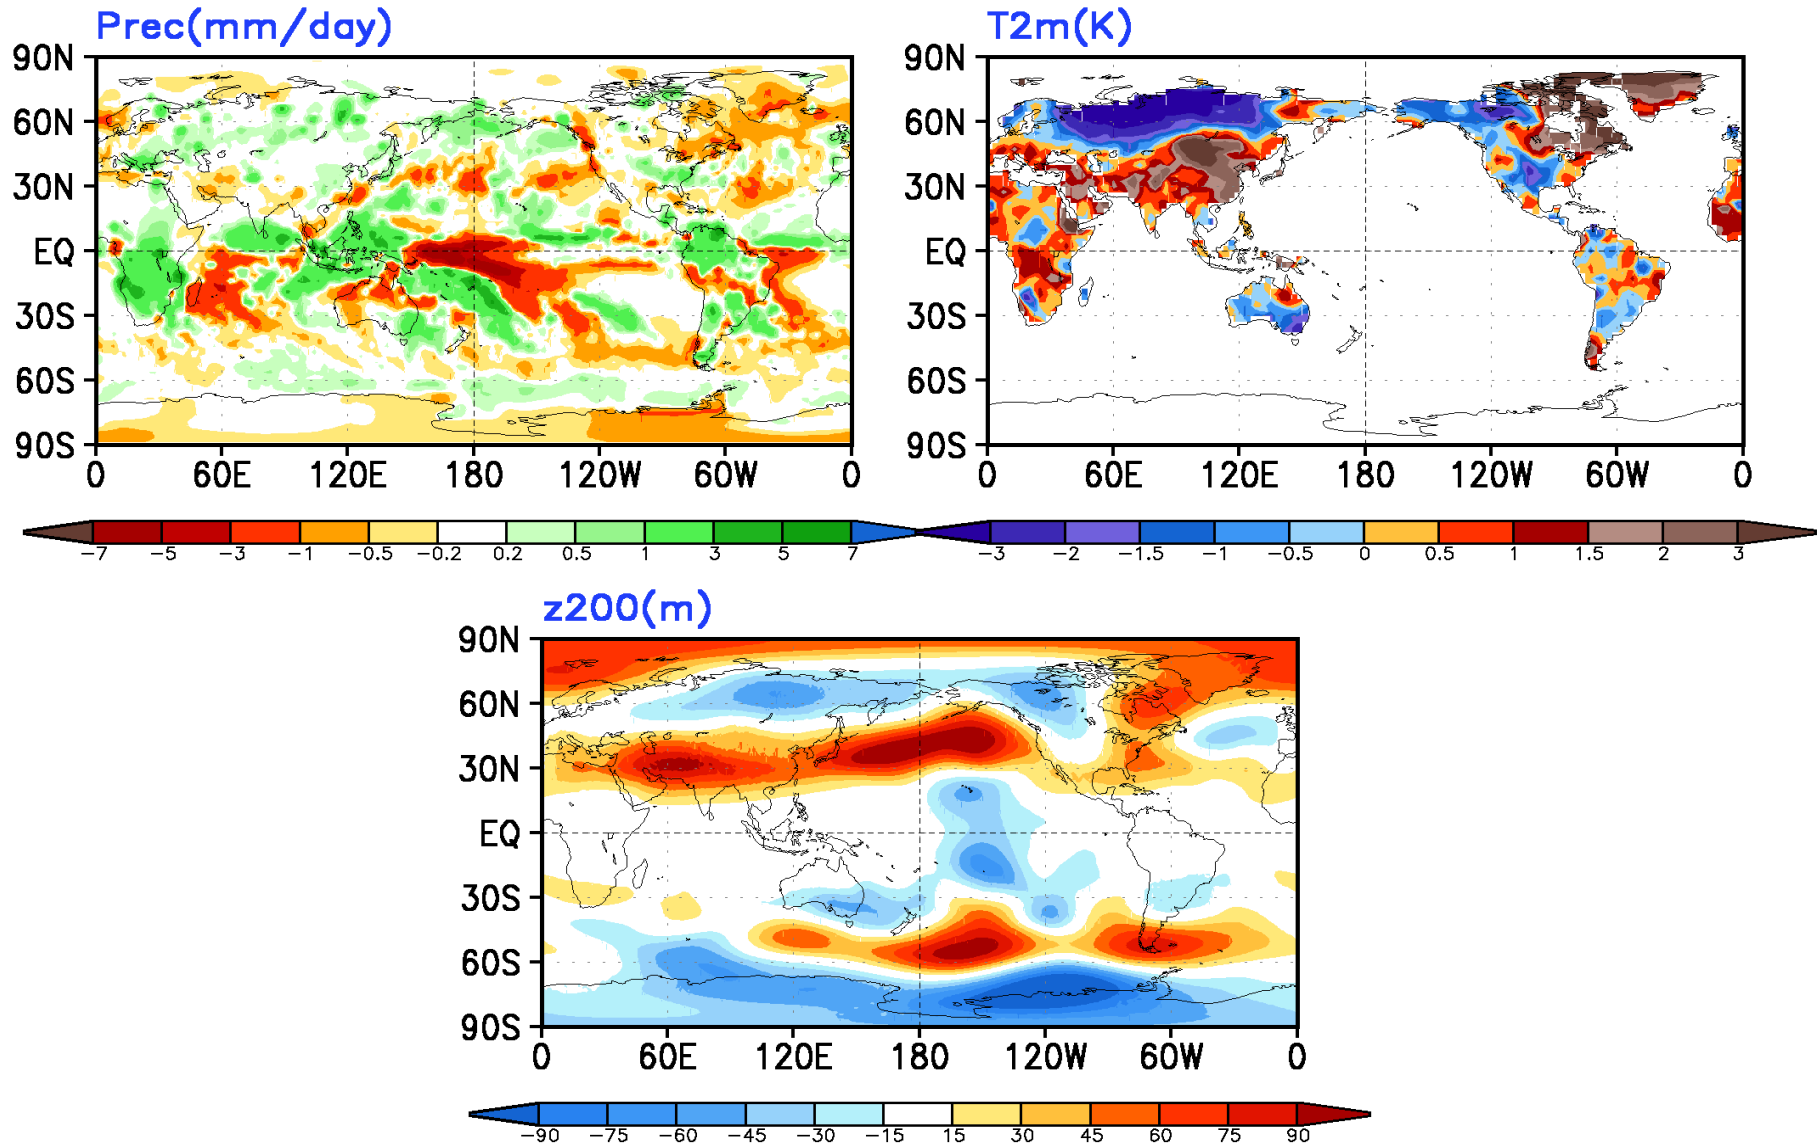 Prec(mm/day)
90N
60N
30N
EQ
30S
60S
90S
0 60E 120E 180 120W 60W 0
-7 -5 -3 -1 -0.5 -0.2 0.2 0.5 1 3 5 7
T2m(K)
90N
60N
30N
EQ
30S
60S
90S
0 60E 120E 180 120W 60W 0
-3 -2 -1.5 -1 -0.5 0 0.5 1 1.5 2 3
z200(m)
90N
60N
30N
EQ
30S
60S
90S
0 60E 120E 180 120W 60W 0
-90 -75 -60 -45 -30 -15 15 30 45 60 75 90